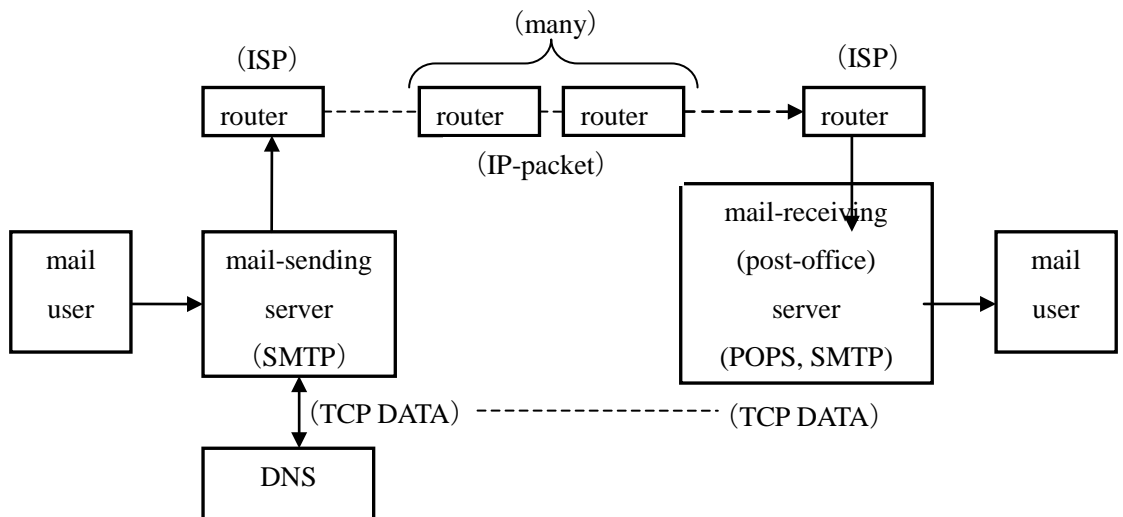 (many)
(ISP)
(ISP)
router
router
router
router
(IP-packet)
mail-receiving
(post-office)
server
(POPS, SMTP)
mail
user
mail-sending
server
(SMTP)
mail
user
(TCP DATA)
(TCP DATA)
DNS